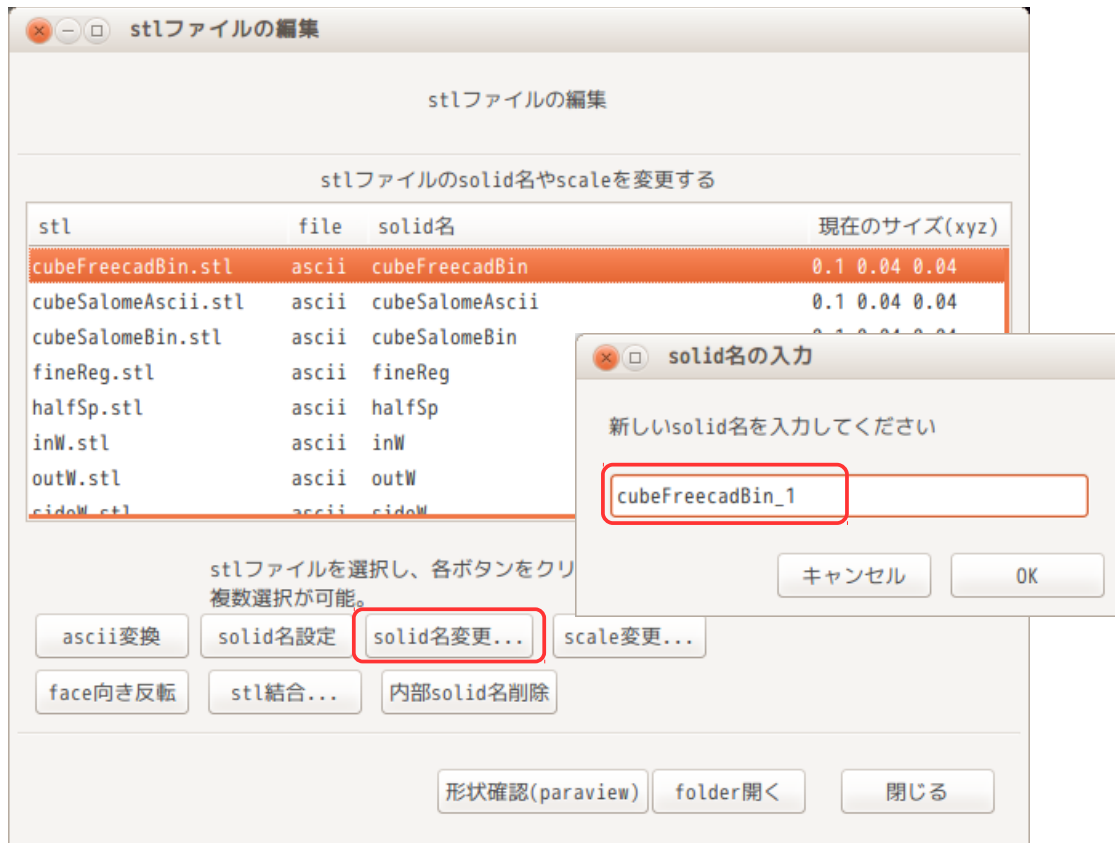 stlファイルの編集
stlファイルの編集
stlファイルのsolid名やscaleを変更する
stl file solid名 現在のサイズ(xyz)
cubeFreecadBin.stl ascii cubeFreecadBin 0.1 0.04 0.04
cubeSalomeAscii.stl ascii cubeSalomeAscii 0.1 0.04 0.04
cubeSalomeBin.stl ascii cubeSalomeBin 0.1 0.04 0.04
fineReg.stl ascii fineReg
halfSp.stl ascii halfSp
inW.stl ascii inW
outW.stl ascii outW
sideW.stl ascii sideW
solid名の入力
新しいsolid名を入力してください
cubeFreecadBin_1
キャンセル OK
stlファイルを選択し、各ボタンをクリ
複数選択が可能。
ascii変換 solid名設定 solid名変更... scale変更...
face向き反転 stl結合... 内部solid名削除
形状確認(paraview) folder開く 閉じる